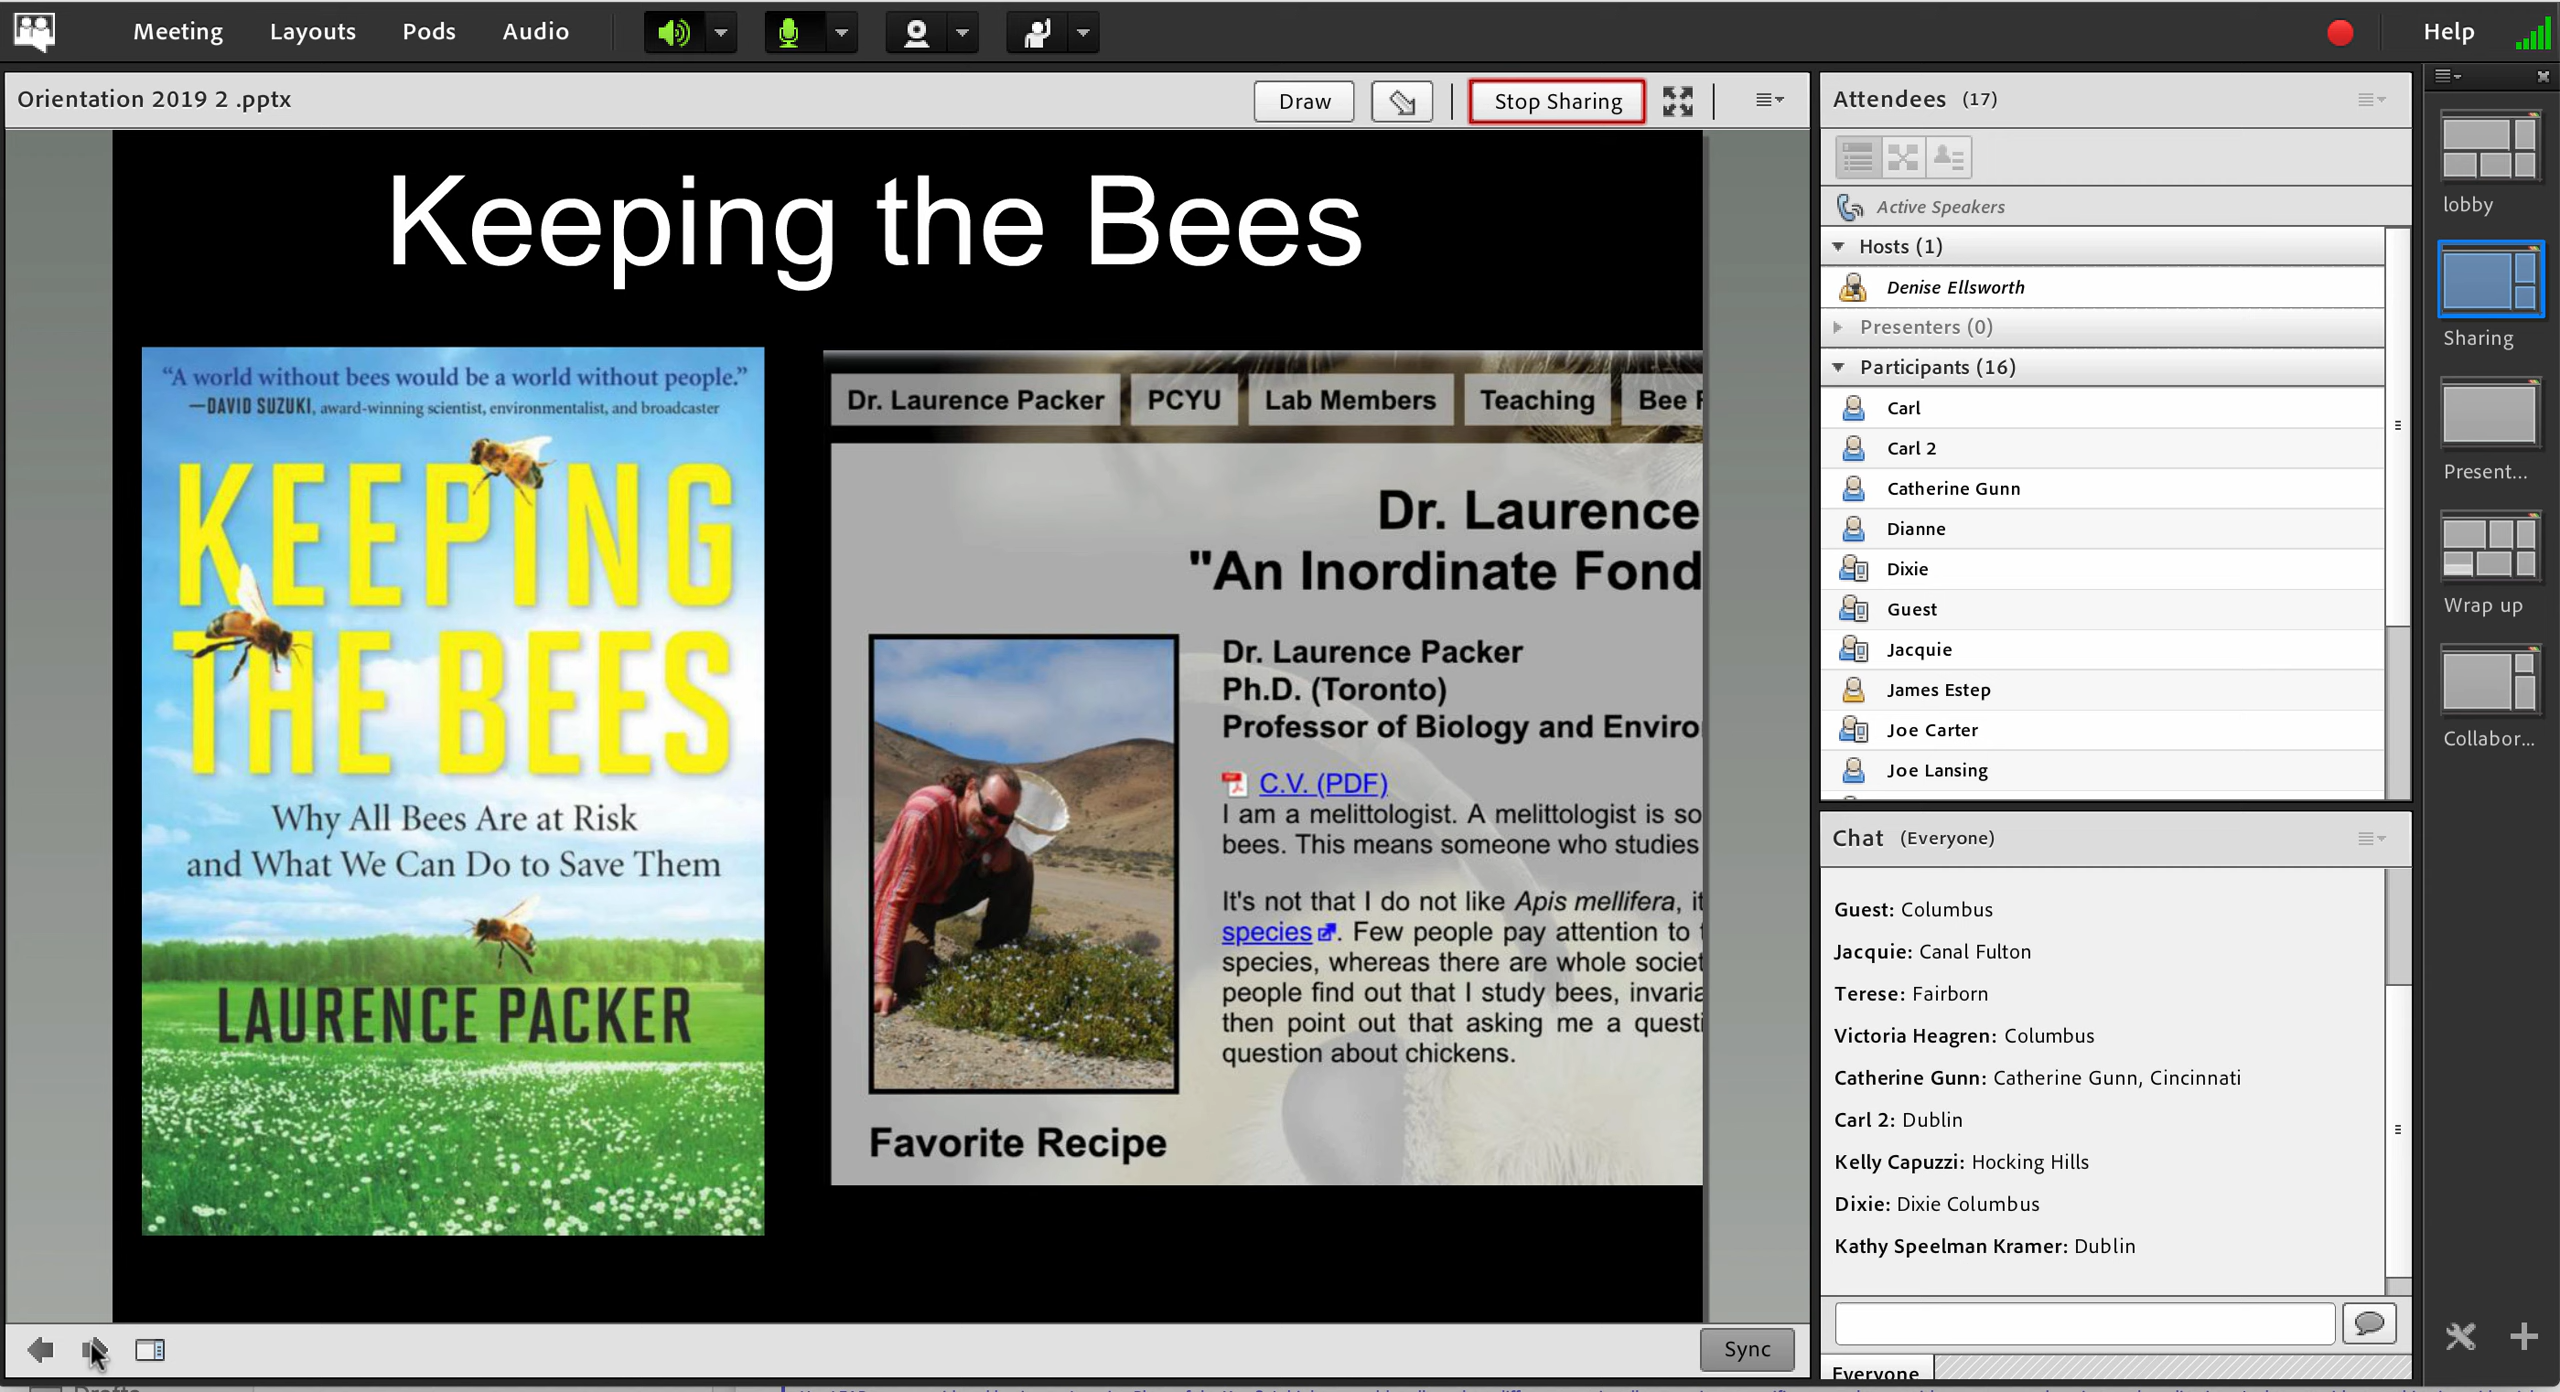 Meeting
Layouts
Pods
Audio
Help
Orientation 2019 2 .pptx
Draw
Stop Sharing
Keeping the Bees
“A world without bees would be a world without people.”
—DAVID SUZUKI, award-winning scientist, environmentalist, and broadcaster
KEEPING
THE BEES
Why All Bees Are at Risk
and What We Can Do to Save Them
LAURENCE PACKER
Dr. Laurence Packer
PCYU
Lab Members
Teaching
Bee
Dr. Laurence
"An Inordinate Fond
Dr. Laurence Packer
Ph.D. (Toronto)
Professor of Biology and Enviro
C.V. (PDF)
I am a melittologist. A melittologist is so
bees. This means someone who studies
It's not that I do not like Apis mellifera, it
species. Few people pay attention to
species, whereas there are whole societ
people find out that I study bees, invaria
then point out that asking me a questi
question about chickens.
Favorite Recipe
Sync
Attendees (17)
Active Speakers
Hosts (1)
Denise Ellsworth
Presenters (0)
Participants (16)
Carl
Carl 2
Catherine Gunn
Dianne
Dixie
Guest
Jacquie
James Estep
Joe Carter
Joe Lansing
Chat (Everyone)
Guest: Columbus
Jacquie: Canal Fulton
Terese: Fairborn
Victoria Heagren: Columbus
Catherine Gunn: Catherine Gunn, Cincinnati
Carl 2: Dublin
Kelly Capuzzi: Hocking Hills
Dixie: Dixie Columbus
Kathy Speelman Kramer: Dublin
Everyone
lobby
Sharing
Present...
Wrap up
Collabor...